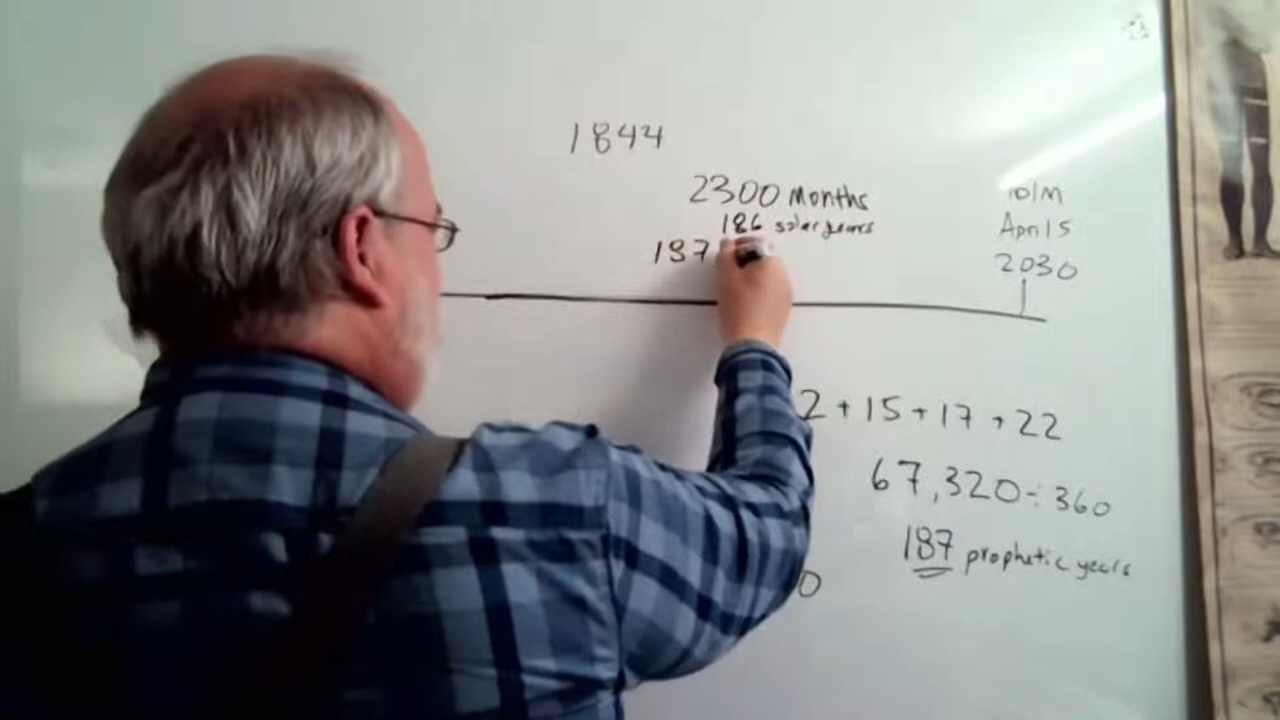 1844
2300 Months
186 solar years
187
10/M
April 5
2030
2 + 15 + 17 + 22
67,320 ÷ 360
187 prophetic years
0